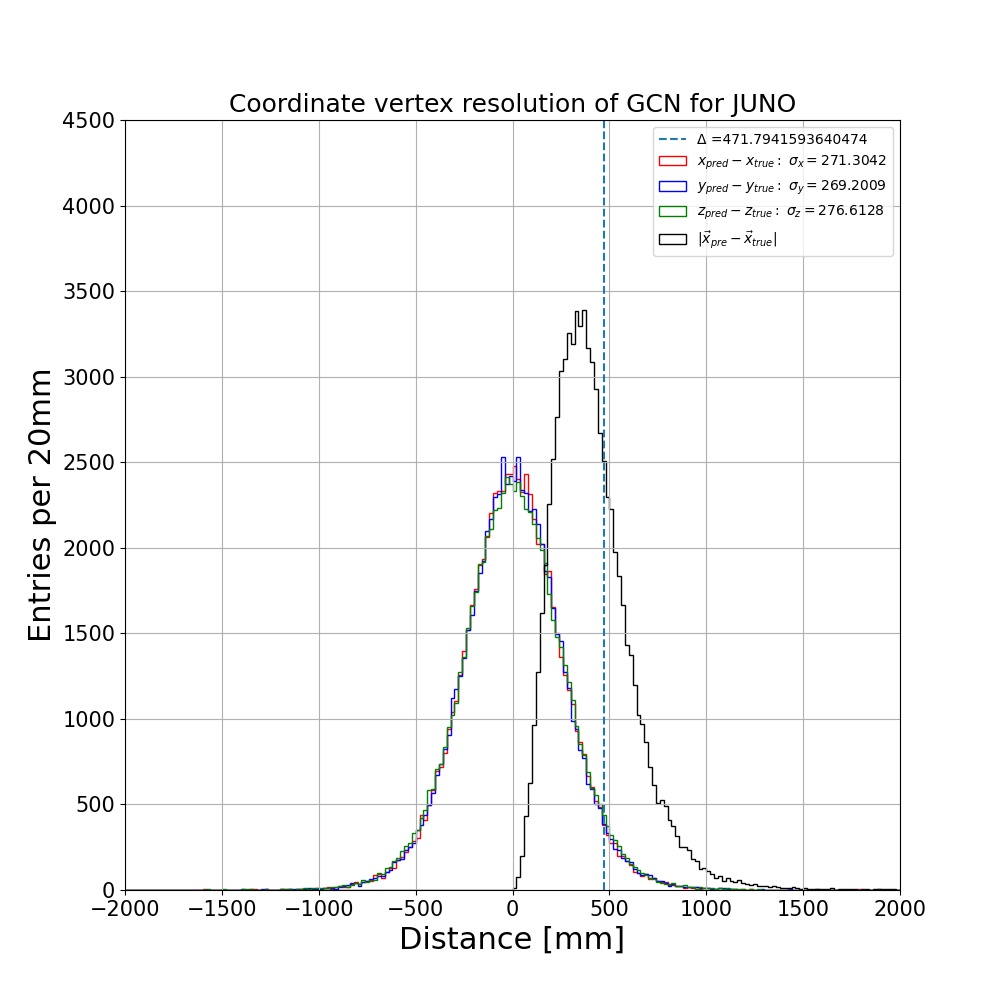 Coordinate vertex resolution of GCN for JUNO
4500
4000
3500
3000
2500
2000
1500
1000
500
0
Entries per 20mm
Δ =471.7941593640474
x_pred − x_true : σ_x = 271.3042
y_pred − y_true : σ_y = 269.2009
z_pred − z_true : σ_z = 276.6128
|x⃗_pre − x⃗_true|
−2000 −1500 −1000 −500 0 500 1000 1500 2000
Distance [mm]